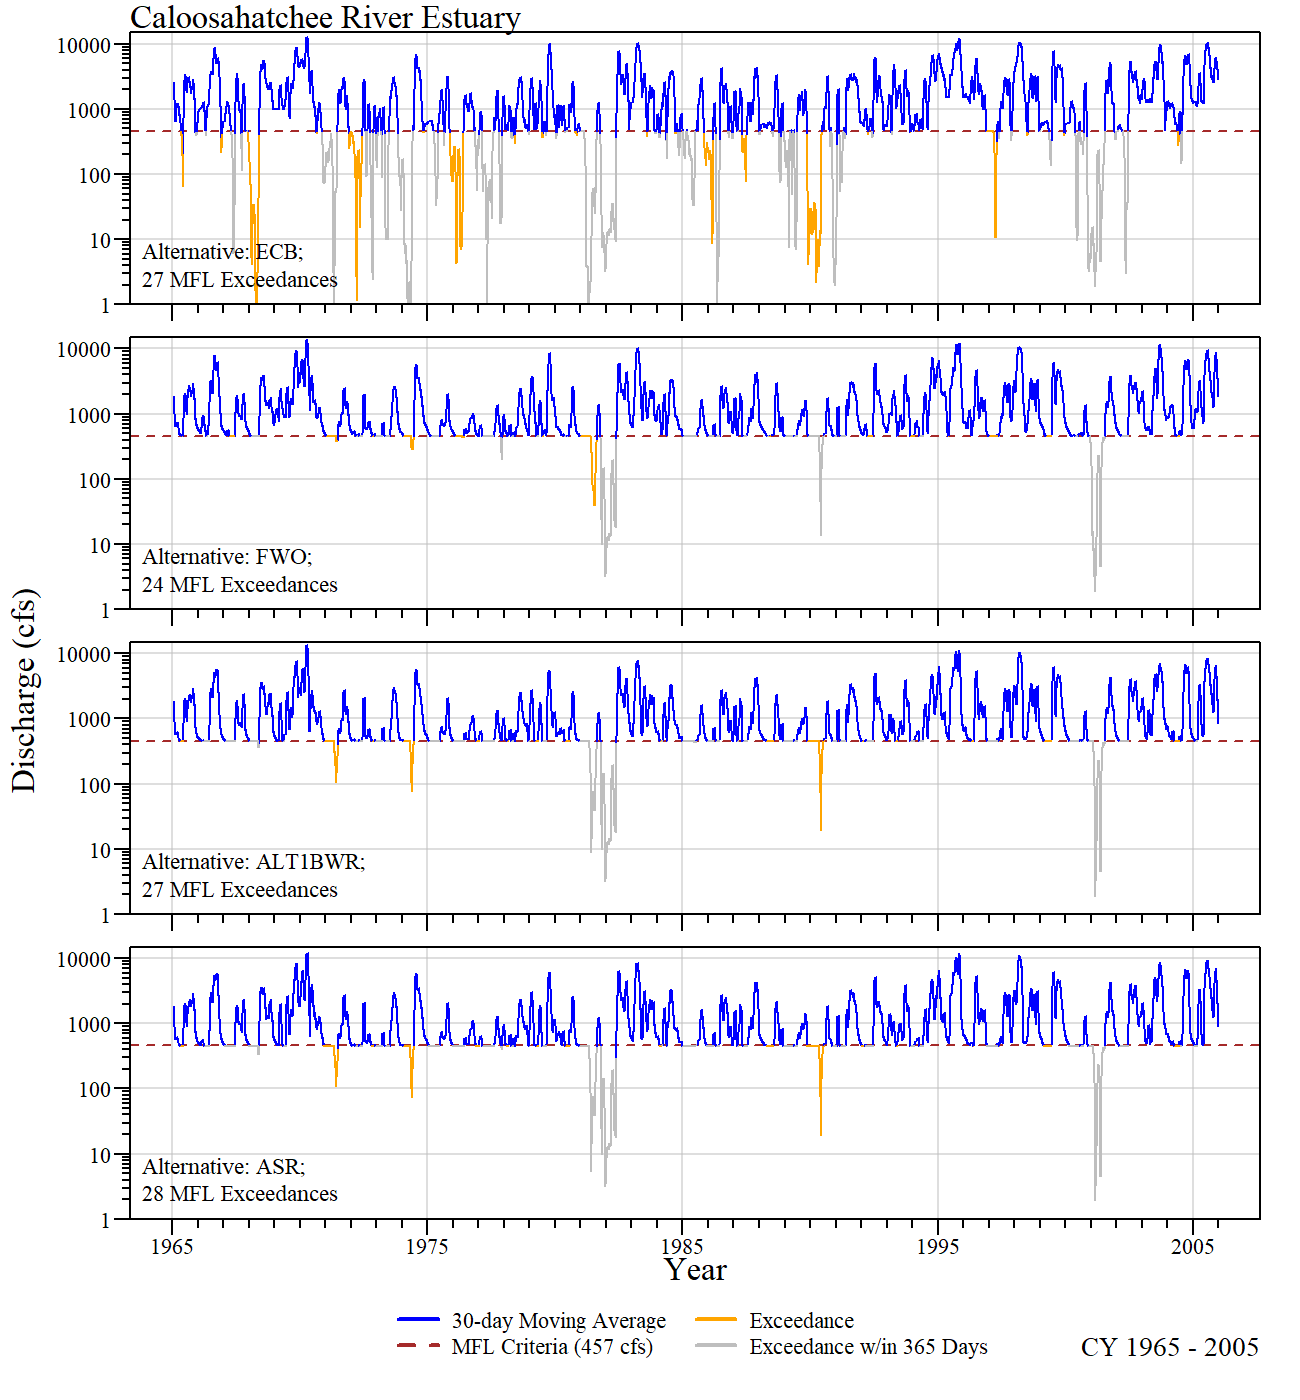 Caloosahatchee River Estuary
10000
1000
100
10
1
Alternative: ECB;
27 MFL Exceedances
10000
1000
100
10
1
Alternative: FWO;
24 MFL Exceedances
Discharge (cfs)
10000
1000
100
10
1
Alternative: ALT1BWR;
27 MFL Exceedances
10000
1000
100
10
1
Alternative: ASR;
28 MFL Exceedances
1965 1975 1985 1995 2005
Year
30-day Moving Average Exceedance
MFL Criteria (457 cfs) Exceedance w/in 365 Days
CY 1965 - 2005